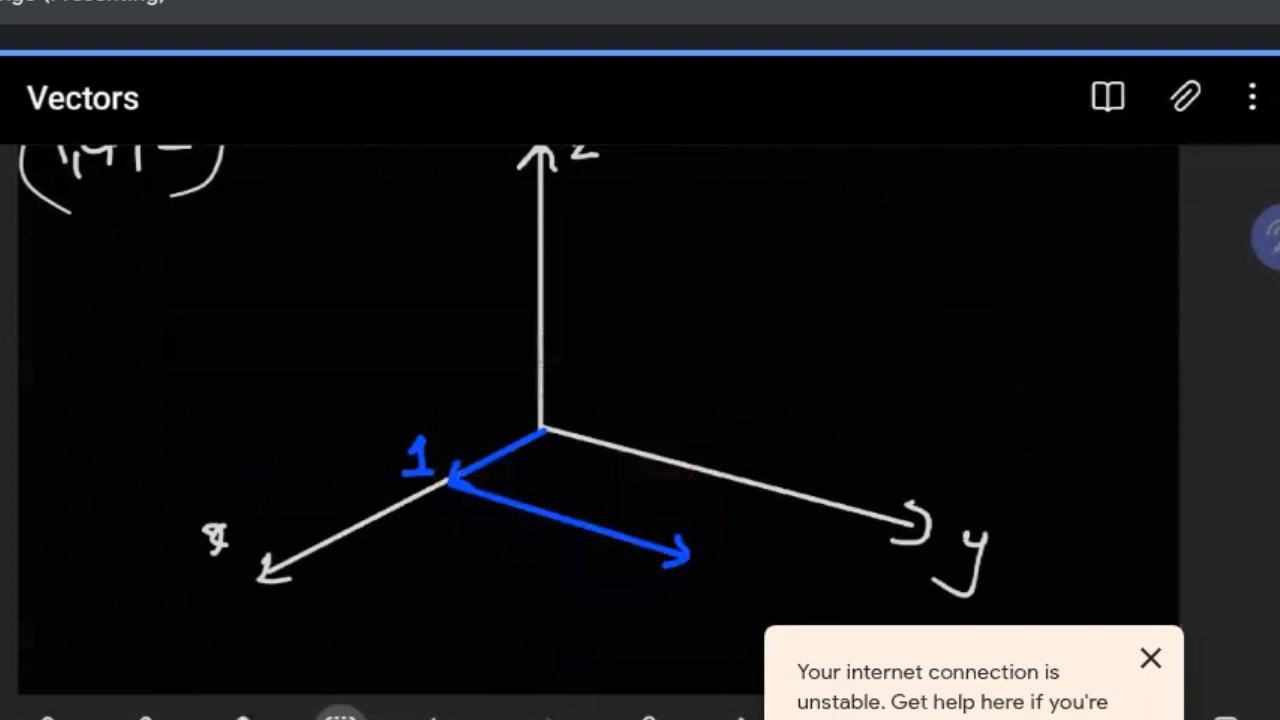 Vectors
z
1
x
y
Your internet connection is
unstable. Get help here if you're